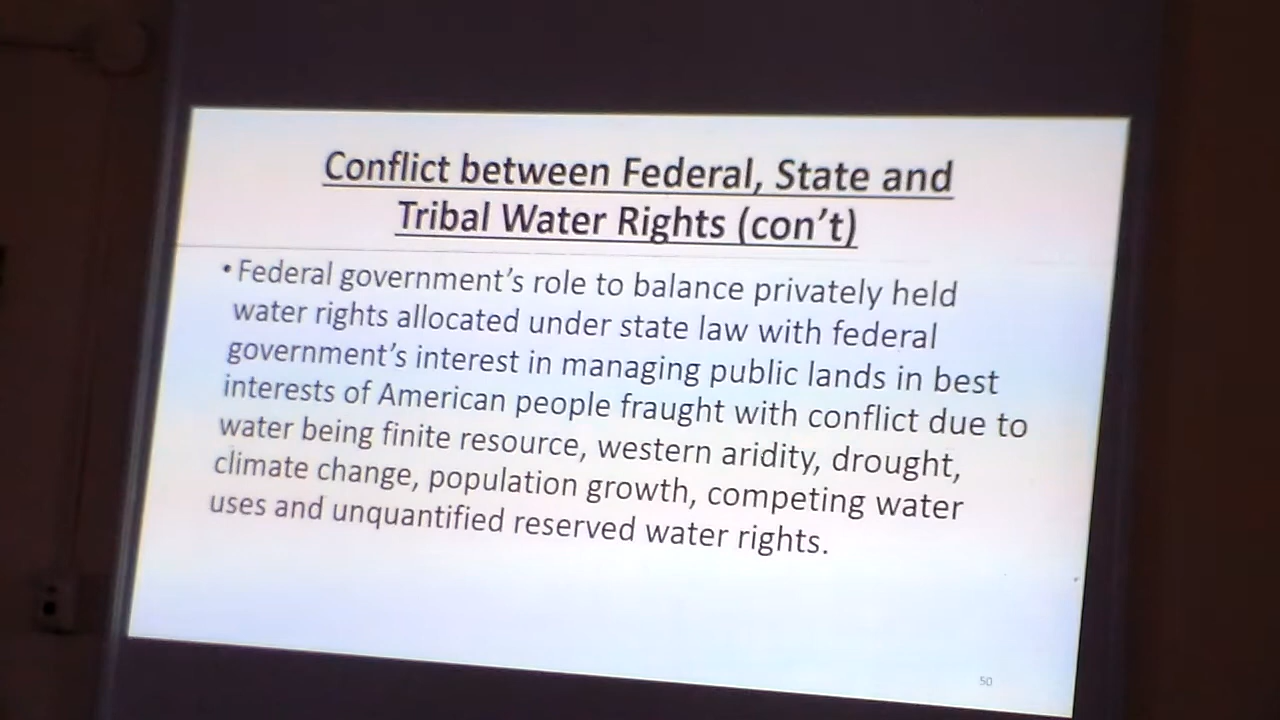 Conflict between Federal, State and
Tribal Water Rights (con't)
• Federal government's role to balance privately held
water rights allocated under state law with federal
government's interest in managing public lands in best
interests of American people fraught with conflict due to
water being finite resource, western aridity, drought,
climate change, population growth, competing water
uses and unquantified reserved water rights.
50